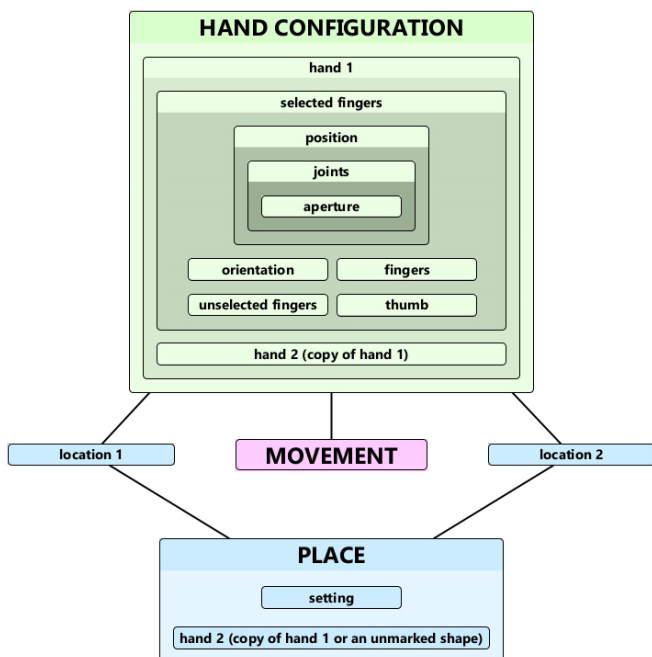 HAND CONFIGURATION
hand 1
selected fingers
position
joints
aperture
orientation
fingers
unselected fingers
thumb
hand 2 (copy of hand 1)
location 1
MOVEMENT
location 2
PLACE
setting
hand 2 (copy of hand 1 or an unmarked shape)